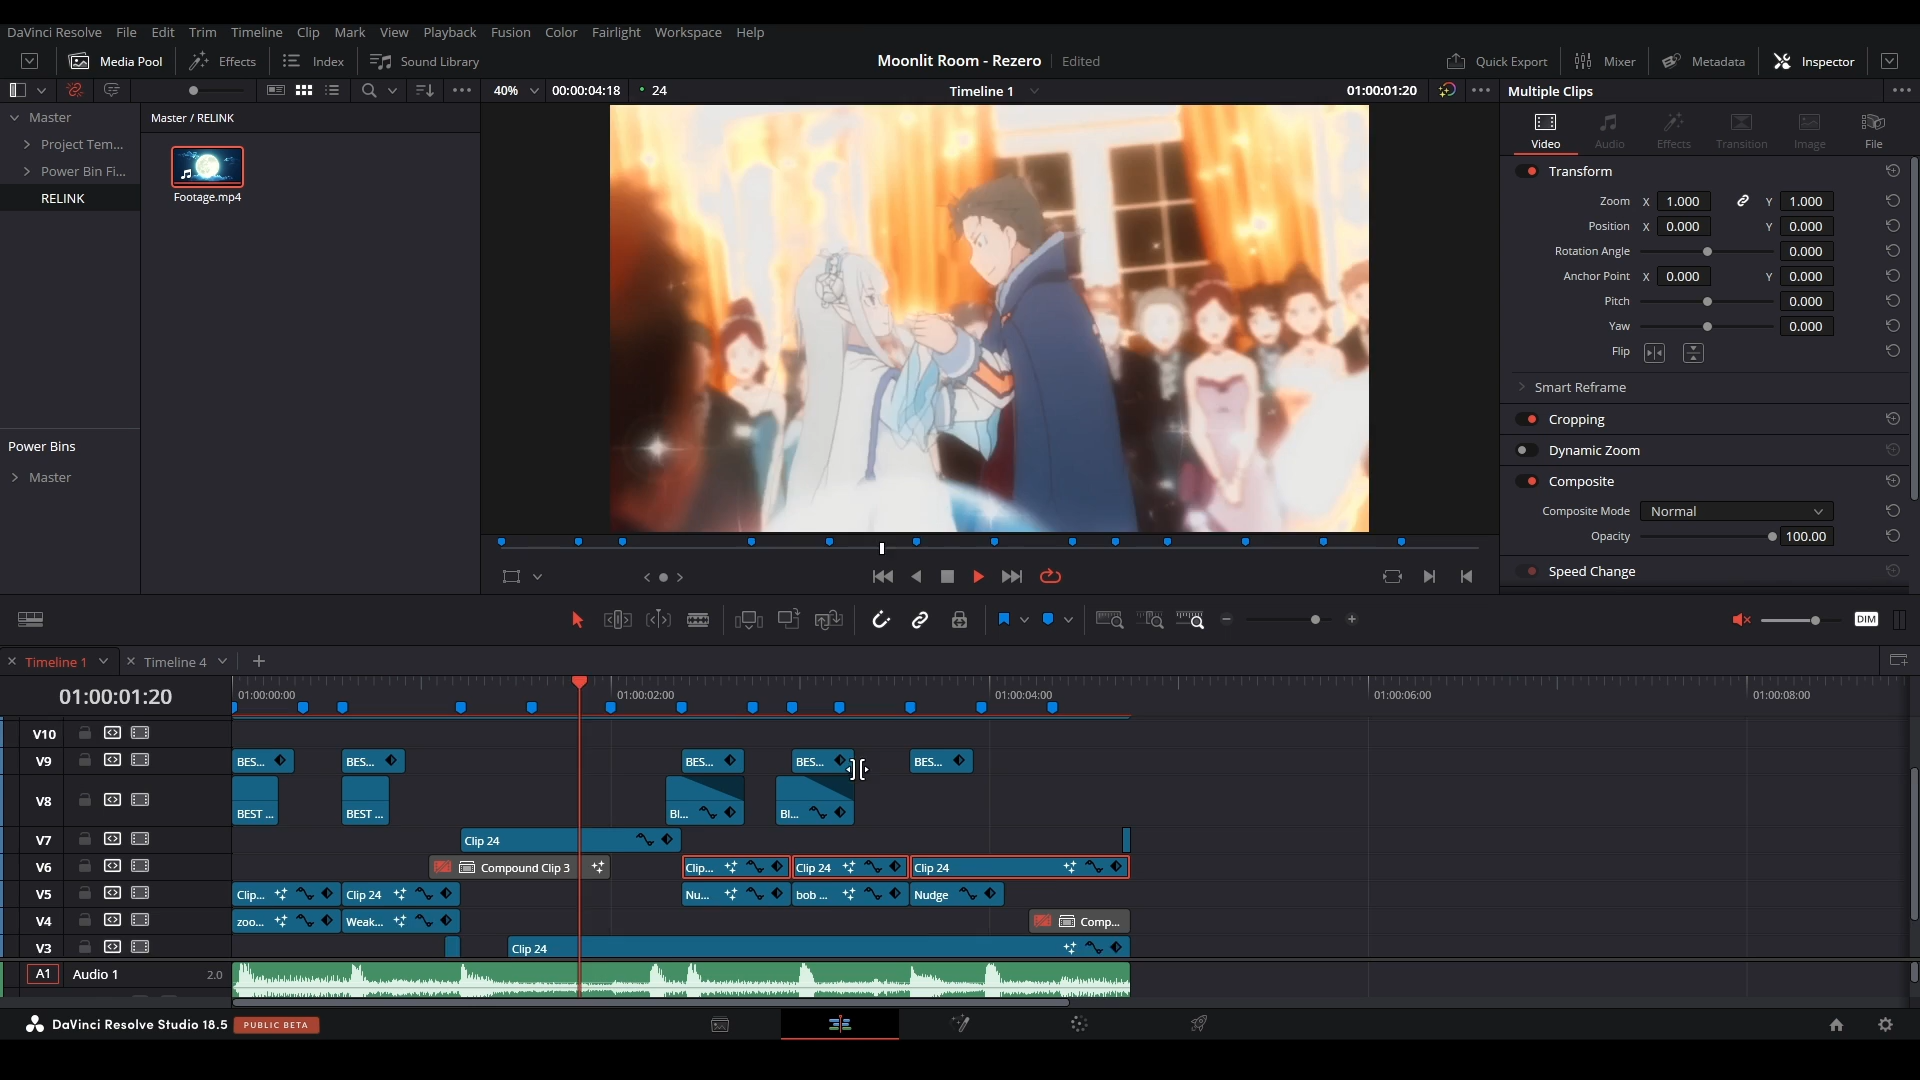 DaVinci Resolve File Edit Trim Timeline Clip Mark View Playback Fusion Color Fairlight Workspace Help
Media Pool Effects Index Sound Library Moonlit Room - Rezero Edited Quick Export Mixer Metadata Inspector
40% 00:00:04:18 24 Timeline 1 01:00:01:20 Multiple Clips
Master
Project Tem...
Power Bin Fi...
RELINK
Master / RELINK
Footage.mp4
Power Bins
Master
Video Audio Effects Transition Image File
Transform
Zoom X 1.000 Y 1.000
Position X 0.000 Y 0.000
Rotation Angle 0.000
Anchor Point X 0.000 Y 0.000
Pitch 0.000
Yaw 0.000
Flip
Smart Reframe
Cropping
Dynamic Zoom
Composite
Composite Mode Normal
Opacity 100.00
Speed Change
DIM
Timeline 1 Timeline 4
01:00:01:20 01:00:00:00 01:00:02:00 01:00:04:00 01:00:06:00 01:00:08:00
V10
V9 BES... BES... BES... BES... BES...
V8 BEST ... BEST ... Bl... Bl...
V7 Clip 24
V6 Compound Clip 3 Clip... Clip 24 Clip 24
V5 Clip... Clip 24 Nu... bob ... Nudge
V4 zoo... Weak... Comp...
V3 Clip 24
A1 Audio 1 2.0
DaVinci Resolve Studio 18.5 PUBLIC BETA